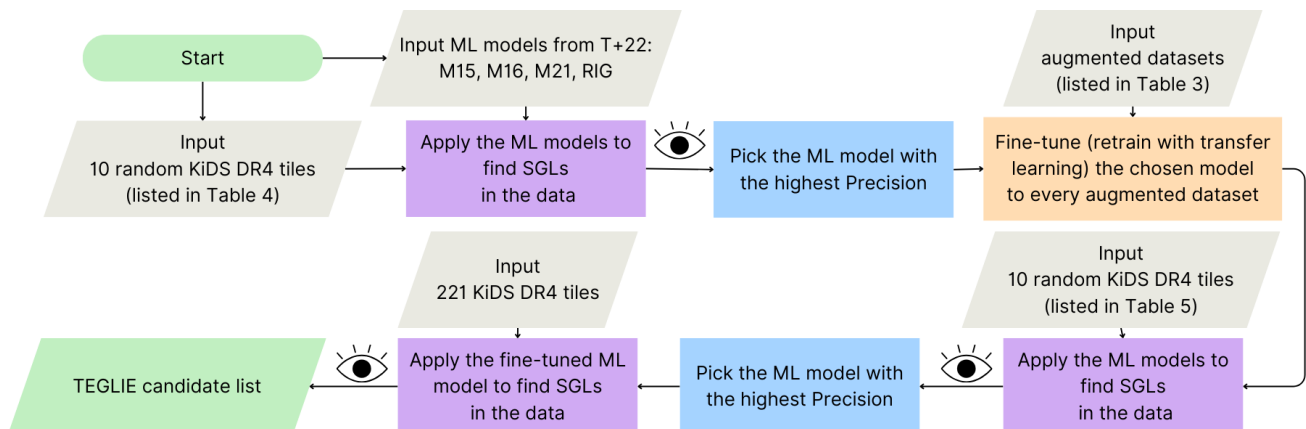 Start
Input ML models from T+22:
M15, M16, M21, RIG
Input
10 random KiDS DR4 tiles
(listed in Table 4)
Apply the ML models to
find SGLs
in the data
Pick the ML model with
the highest Precision
Input
augmented datasets
(listed in Table 3)
Fine-tune (retrain with transfer
learning) the chosen model
to every augmented dataset
Input
10 random KiDS DR4 tiles
(listed in Table 5)
Apply the ML models to
find SGLs
in the data
Pick the ML model with
the highest Precision
Input
221 KiDS DR4 tiles
Apply the fine-tuned ML
model to find SGLs
in the data
TEGLIE candidate list